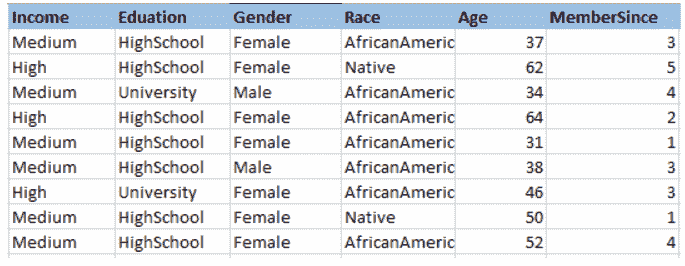 Income Eduation Gender Race Age MemberSince
Medium HighSchool Female AfricanAmeric 37 3
High HighSchool Female Native 62 5
Medium University Male AfricanAmeric 34 4
High HighSchool Female AfricanAmeric 64 2
Medium HighSchool Female AfricanAmeric 31 1
Medium HighSchool Male AfricanAmeric 38 3
High University Female AfricanAmeric 46 3
Medium HighSchool Female Native 50 1
Medium HighSchool Female AfricanAmeric 52 4